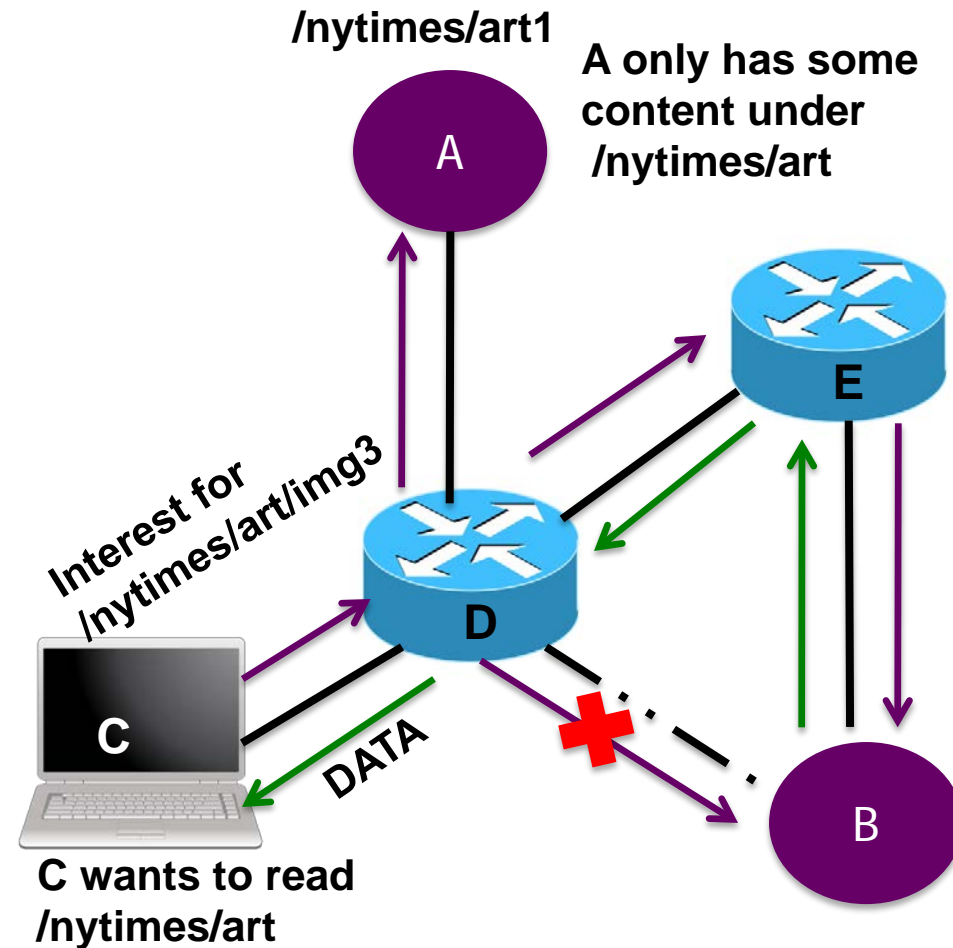 /nytimes/art1
A only has some
content under
/nytimes/art
A
E
Interest for
/nytimes/art/img3
D
C
DATA
B
C wants to read
/nytimes/art